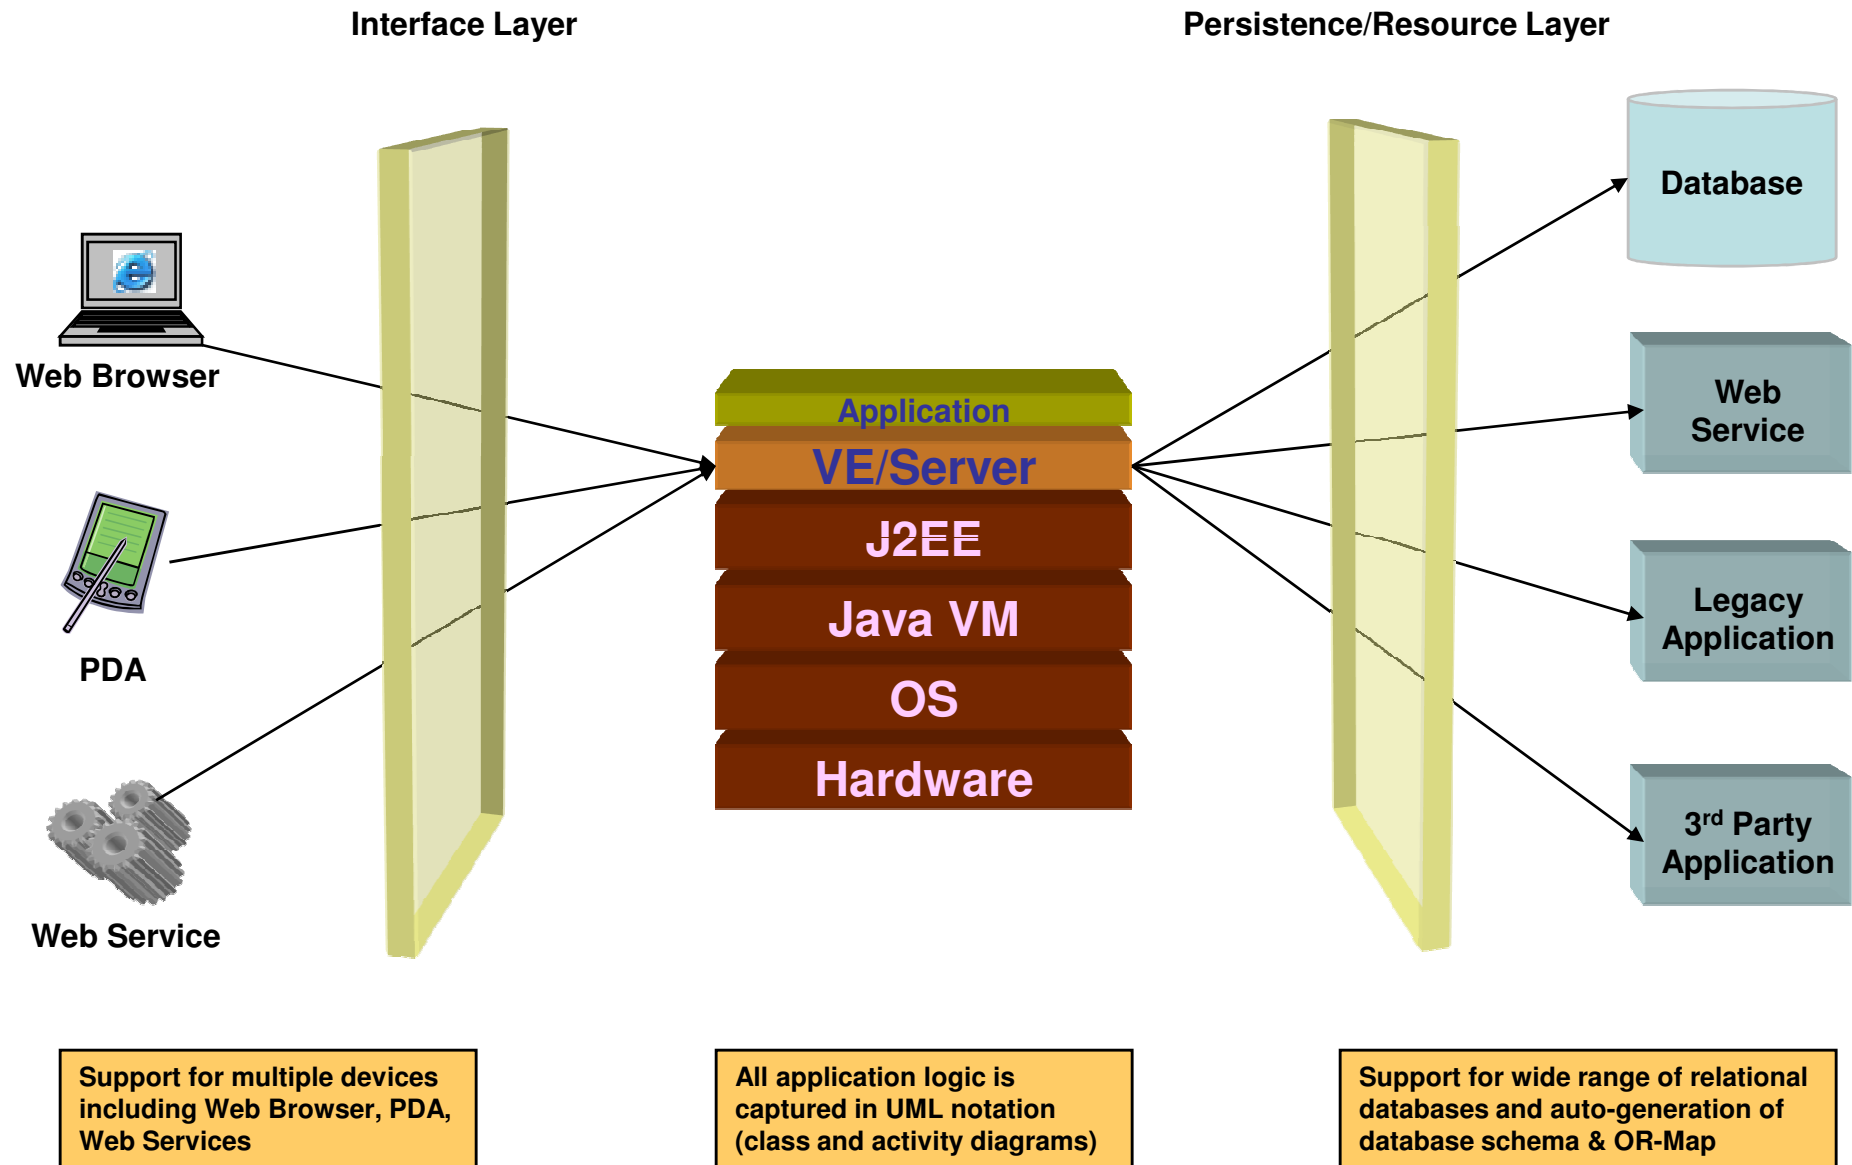 Interface Layer
Persistence/Resource Layer
Web Browser
PDA
Web Service
Application
VE/Server
J2EE
Java VM
OS
Hardware
Database
Web
Service
Legacy
Application
3rd Party
Application
Support for multiple devices
including Web Browser, PDA,
Web Services
All application logic is
captured in UML notation
(class and activity diagrams)
Support for wide range of relational
databases and auto-generation of
database schema & OR-Map